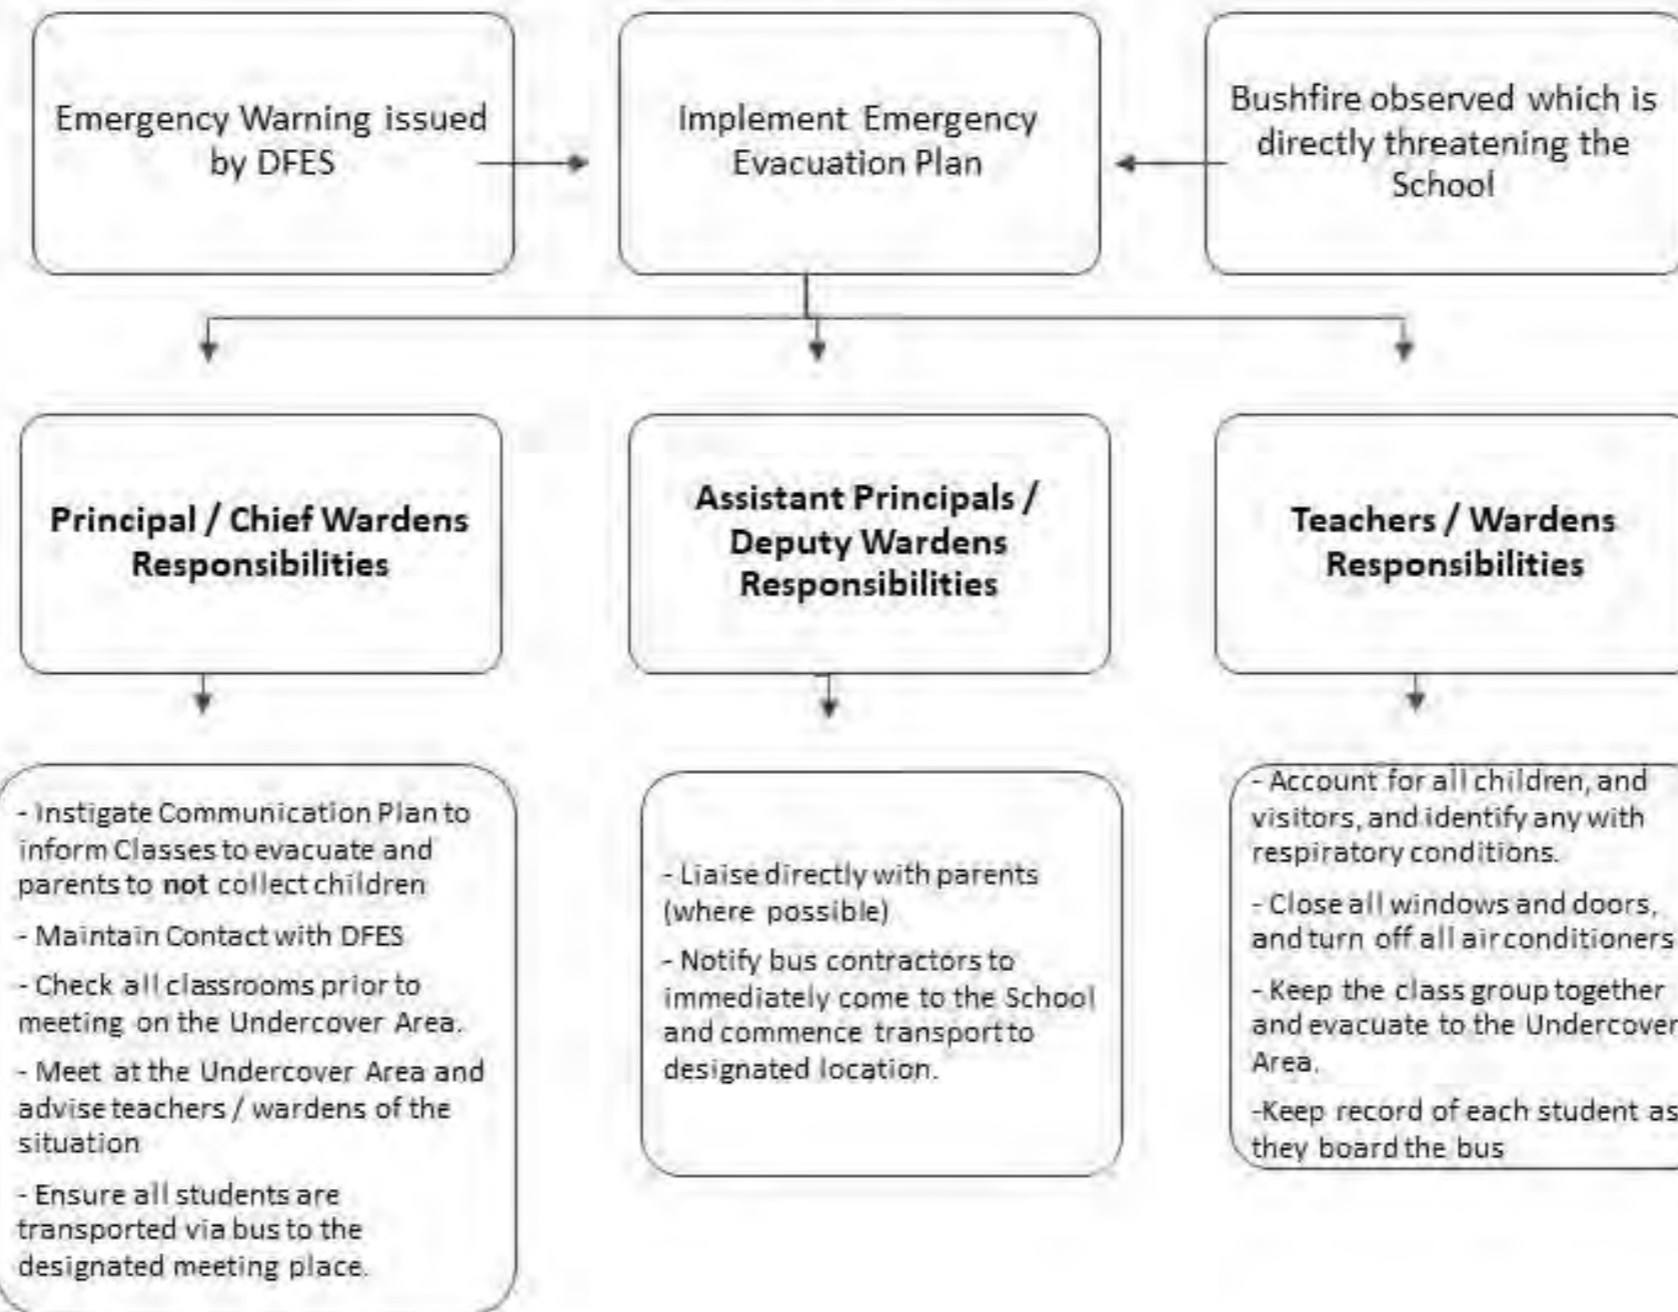 Emergency Warning issued
by DFES
Implement Emergency
Evacuation Plan
Bushfire observed which is
directly threatening the
School
Principal / Chief Wardens
Responsibilities
Assistant Principals /
Deputy Wardens
Responsibilities
Teachers / Wardens
Responsibilities
- Instigate Communication Plan to
inform Classes to evacuate and
parents to not collect children
- Maintain Contact with DFES
- Check all classrooms prior to
meeting on the Undercover Area.
- Meet at the Undercover Area and
advise teachers / wardens of the
situation
- Ensure all students are
transported via bus to the
designated meeting place.
- Liaise directly with parents
(where possible)
- Notify bus contractors to
immediately come to the School
and commence transport to
designated location.
- Account for all children, and
visitors, and identify any with
respiratory conditions.
- Close all windows and doors,
and turn off all airconditioners
- Keep the class group together
and evacuate to the Undercover
Area.
-Keep record of each student as
they board the bus